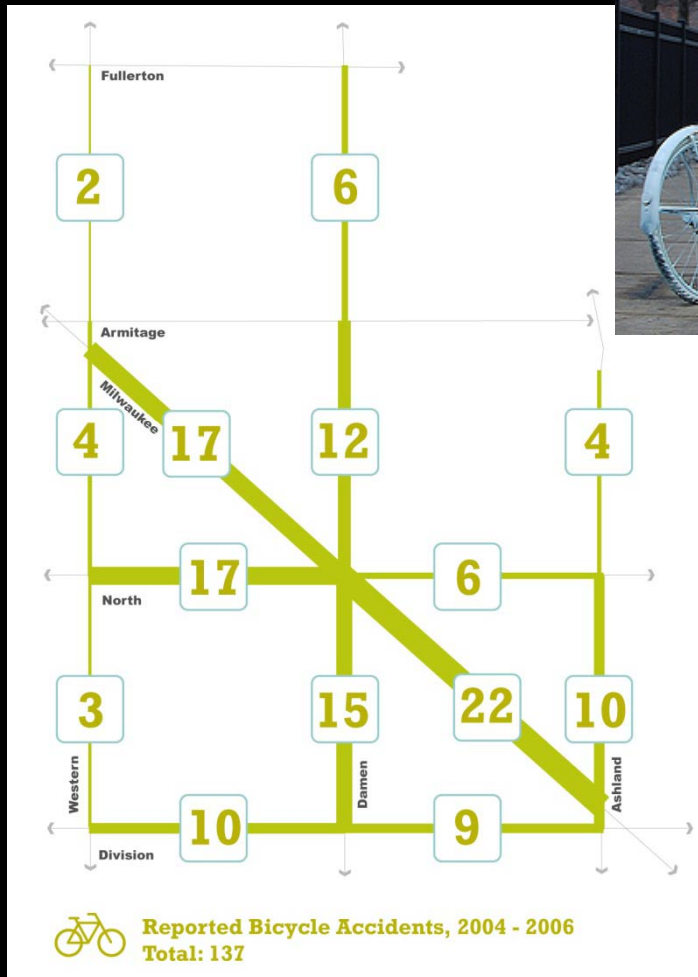 Fullerton
2
6
Armitage
Milwaukee
4
17
12
4
17
6
North
3
15
22
10
Western
Damen
Ashland
10
9
Division
Reported Bicycle Accidents, 2004 - 2006
Total: 137